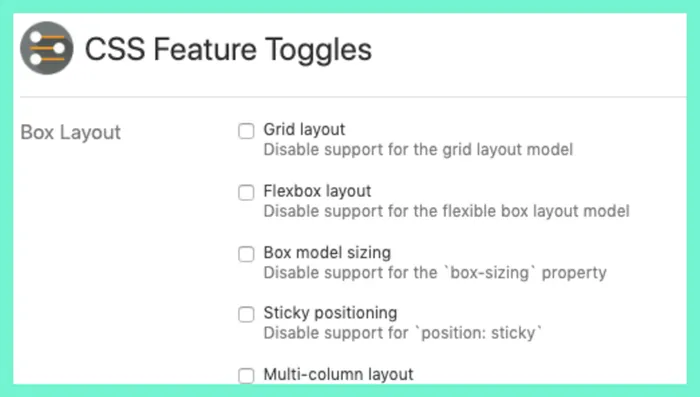 CSS Feature Toggles
Box Layout
Grid layout
Disable support for the grid layout model
Flexbox layout
Disable support for the flexible box layout model
Box model sizing
Disable support for the `box-sizing` property
Sticky positioning
Disable support for `position: sticky`
Multi-column layout